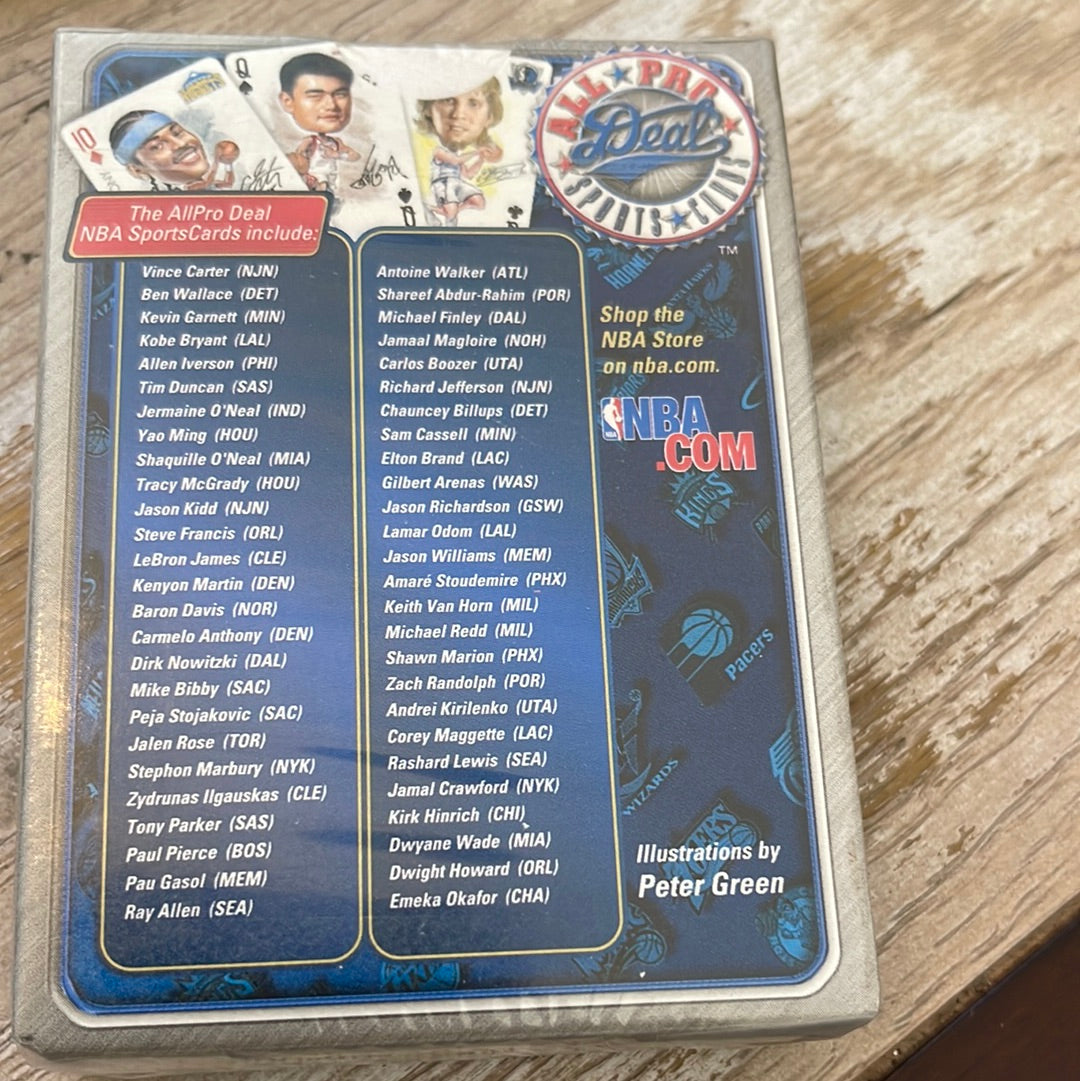 10
Q
NUGGETS
ALL ★ PRO
Deal
SPORTS ★ CARDS
TM
Q
The AllPro Deal
NBA SportsCards include:
Vince Carter (NJN)
Ben Wallace (DET)
Kevin Garnett (MIN)
Kobe Bryant (LAL)
Allen Iverson (PHI)
Tim Duncan (SAS)
Jermaine O'Neal (IND)
Yao Ming (HOU)
Shaquille O'Neal (MIA)
Tracy McGrady (HOU)
Jason Kidd (NJN)
Steve Francis (ORL)
LeBron James (CLE)
Kenyon Martin (DEN)
Baron Davis (NOR)
Carmelo Anthony (DEN)
Dirk Nowitzki (DAL)
Mike Bibby (SAC)
Peja Stojakovic (SAC)
Jalen Rose (TOR)
Stephon Marbury (NYK)
Zydrunas Ilgauskas (CLE)
Tony Parker (SAS)
Paul Pierce (BOS)
Pau Gasol (MEM)
Ray Allen (SEA)
Antoine Walker (ATL)
Shareef Abdur-Rahim (POR)
Michael Finley (DAL)
Jamaal Magloire (NOH)
Carlos Boozer (UTA)
Richard Jefferson (NJN)
Chauncey Billups (DET)
Sam Cassell (MIN)
Elton Brand (LAC)
Gilbert Arenas (WAS)
Jason Richardson (GSW)
Lamar Odom (LAL)
Jason Williams (MEM)
Amaré Stoudemire (PHX)
Keith Van Horn (MIL)
Michael Redd (MIL)
Shawn Marion (PHX)
Zach Randolph (POR)
Andrei Kirilenko (UTA)
Corey Maggette (LAC)
Rashard Lewis (SEA)
Jamal Crawford (NYK)
Kirk Hinrich (CHI)
Dwyane Wade (MIA)
Dwight Howard (ORL)
Emeka Okafor (CHA)
Shop the
NBA Store
on nba.com.
NBA
NBA
.COM
KINGS
Pacers
WIZARDS
Illustrations by
Peter Green